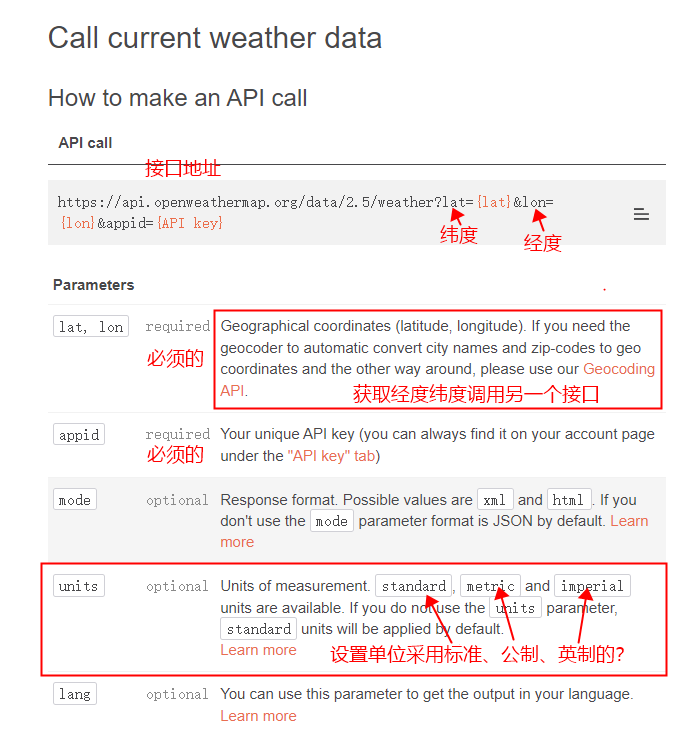 Call current weather data
How to make an API call
API call
接口地址
https://api.openweathermap.org/data/2.5/weather?lat={lat}&lon=
{lon}&appid={API key}
纬度
经度
Parameters
lat, lon required Geographical coordinates (latitude, longitude). If you need the
必须的 geocoder to automatic convert city names and zip-codes to geo
coordinates and the other way around, please use our Geocoding
API. 获取经度纬度调用另一个接口
appid required Your unique API key (you can always find it on your account page
必须的 under the "API key" tab)
mode optional Response format. Possible values are xml and html. If you
don't use the mode parameter format is JSON by default. Learn
more
units optional Units of measurement. standard, metric and imperial
units are available. If you do not use the units parameter,
standard units will be applied by default.
Learn more 设置单位采用标准、公制、英制的?
lang optional You can use this parameter to get the output in your language.
Learn more